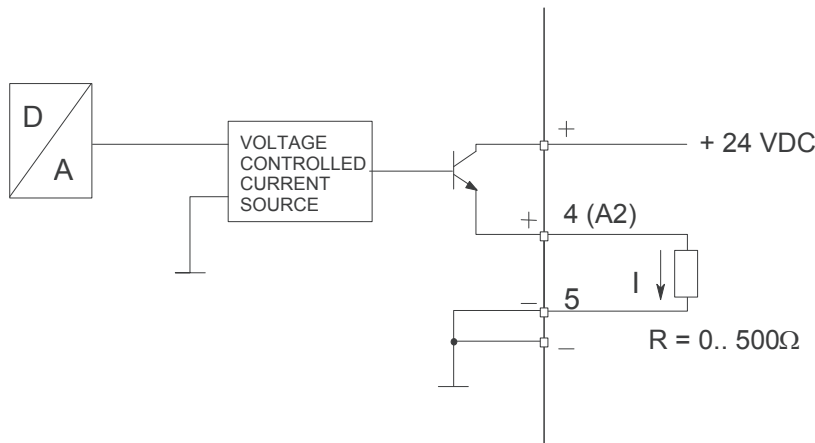 D
A
VOLTAGE
CONTROLLED
CURRENT
SOURCE
+
+ 24 VDC
+
4 (A2)
I
–
5
R = 0.. 500Ω
–